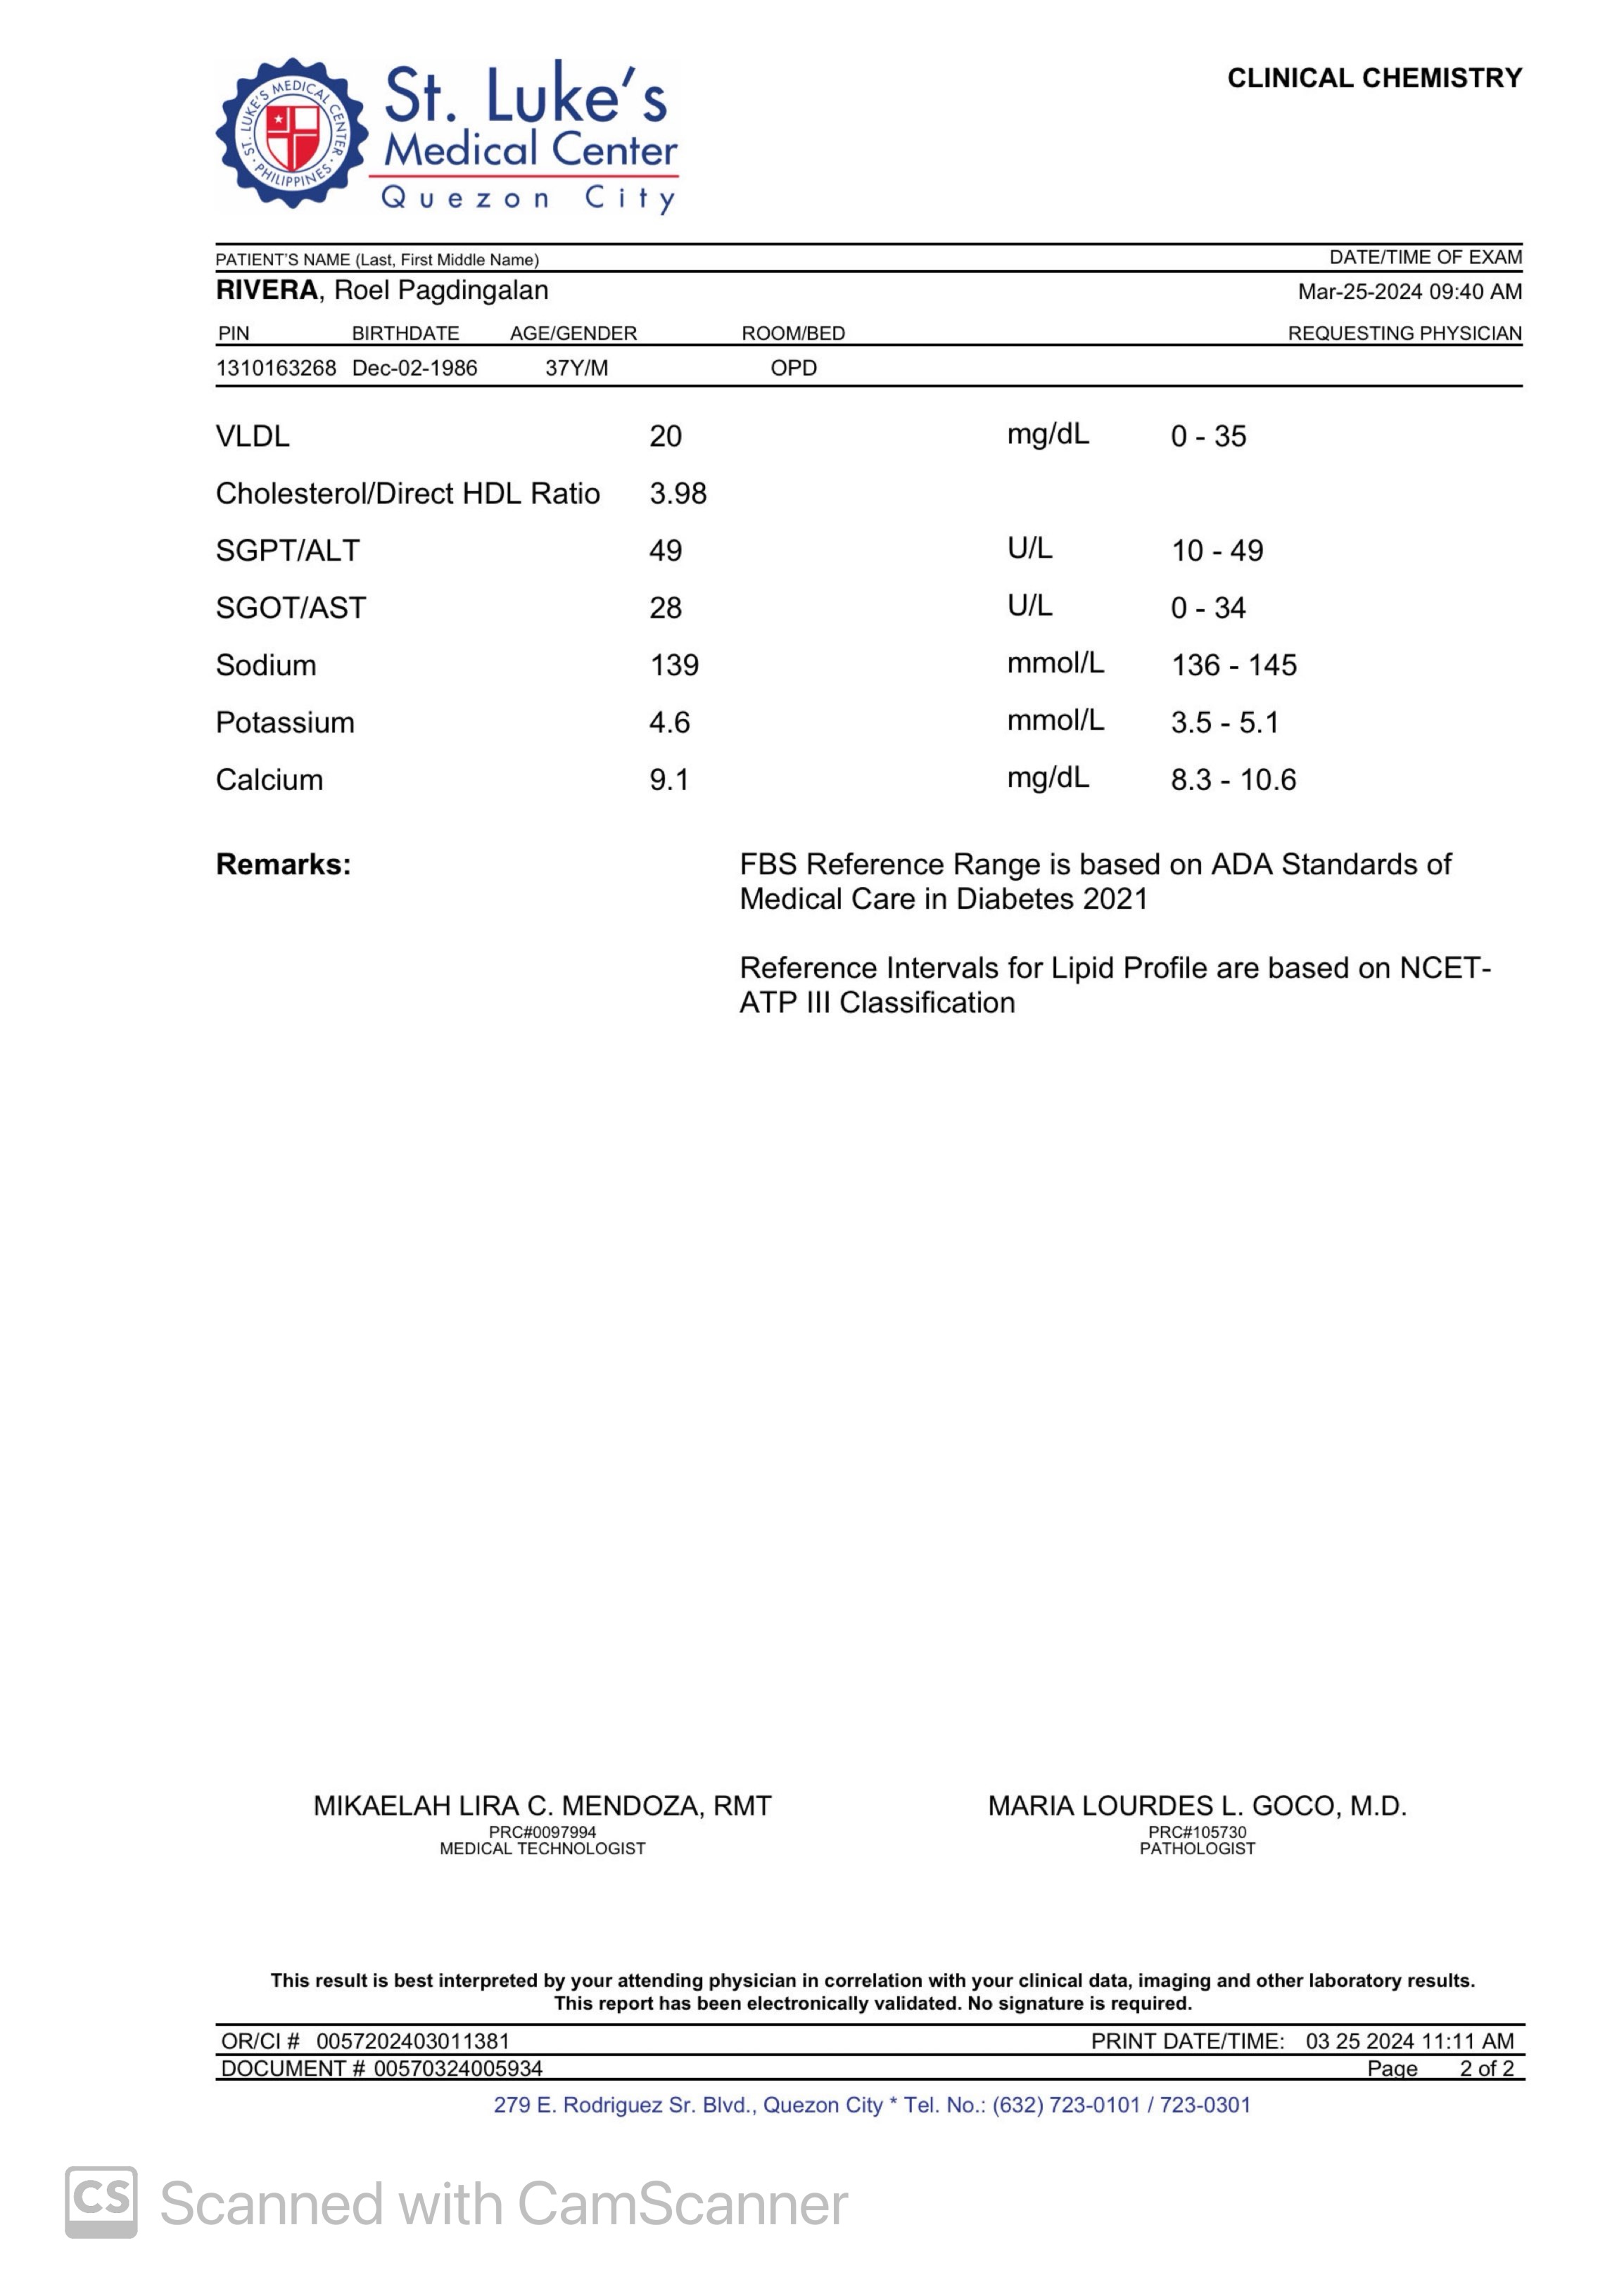 ST. LUKE'S MEDICAL CENTER · PHILIPPINES ·
St. Luke's
Medical Center
Quezon City
CLINICAL CHEMISTRY
PATIENT'S NAME (Last, First Middle Name) DATE/TIME OF EXAM
RIVERA, Roel Pagdingalan Mar-25-2024 09:40 AM
PIN BIRTHDATE AGE/GENDER ROOM/BED REQUESTING PHYSICIAN
1310163268 Dec-02-1986 37Y/M OPD
VLDL 20 mg/dL 0 - 35
Cholesterol/Direct HDL Ratio 3.98
SGPT/ALT 49 U/L 10 - 49
SGOT/AST 28 U/L 0 - 34
Sodium 139 mmol/L 136 - 145
Potassium 4.6 mmol/L 3.5 - 5.1
Calcium 9.1 mg/dL 8.3 - 10.6
Remarks: FBS Reference Range is based on ADA Standards of
Medical Care in Diabetes 2021
Reference Intervals for Lipid Profile are based on NCET-
ATP III Classification
MIKAELAH LIRA C. MENDOZA, RMT MARIA LOURDES L. GOCO, M.D.
PRC#0097994 PRC#105730
MEDICAL TECHNOLOGIST PATHOLOGIST
This result is best interpreted by your attending physician in correlation with your clinical data, imaging and other laboratory results.
This report has been electronically validated. No signature is required.
OR/CI # 0057202403011381 PRINT DATE/TIME: 03 25 2024 11:11 AM
DOCUMENT # 00570324005934 Page 2 of 2
279 E. Rodriguez Sr. Blvd., Quezon City * Tel. No.: (632) 723-0101 / 723-0301
CS Scanned with CamScanner